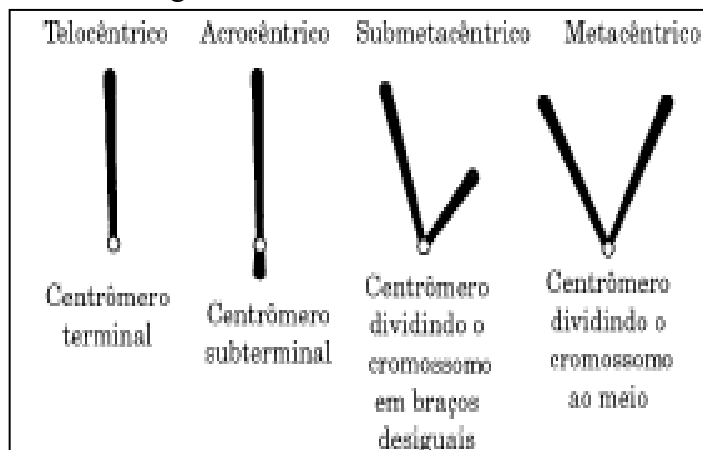 Telocêntrico Acrocêntrico Submetacêntrico Metacêntrico
Centrômero
terminal
Centrômero
subterminal
Centrômero
dividindo o
cromossomo
em braços
desiguais
Centrômero
dividindo o
cromossomo
ao meio